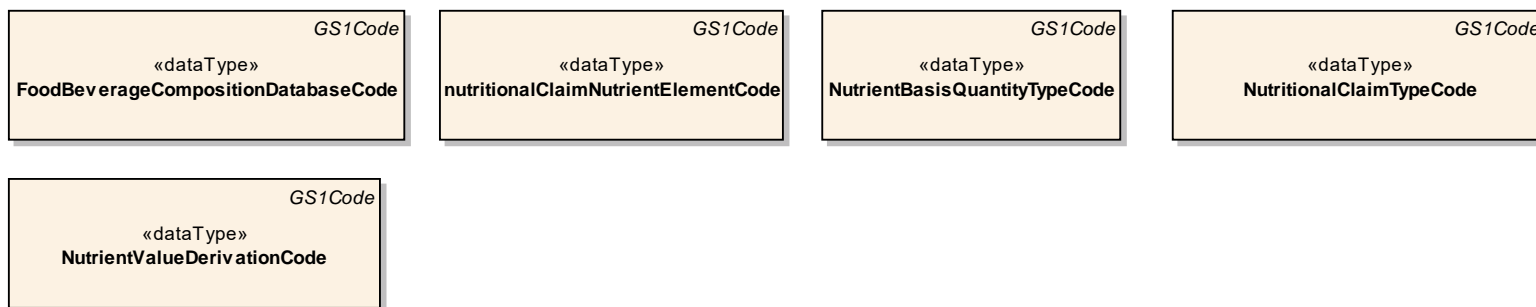 GS1Code
«dataType»
FoodBeverageCompositionDatabaseCode
GS1Code
«dataType»
nutritionalClaimNutrientElementCode
GS1Code
«dataType»
NutrientBasisQuantityTypeCode
GS1Code
«dataType»
NutritionalClaimTypeCode
GS1Code
«dataType»
NutrientValueDerivationCode